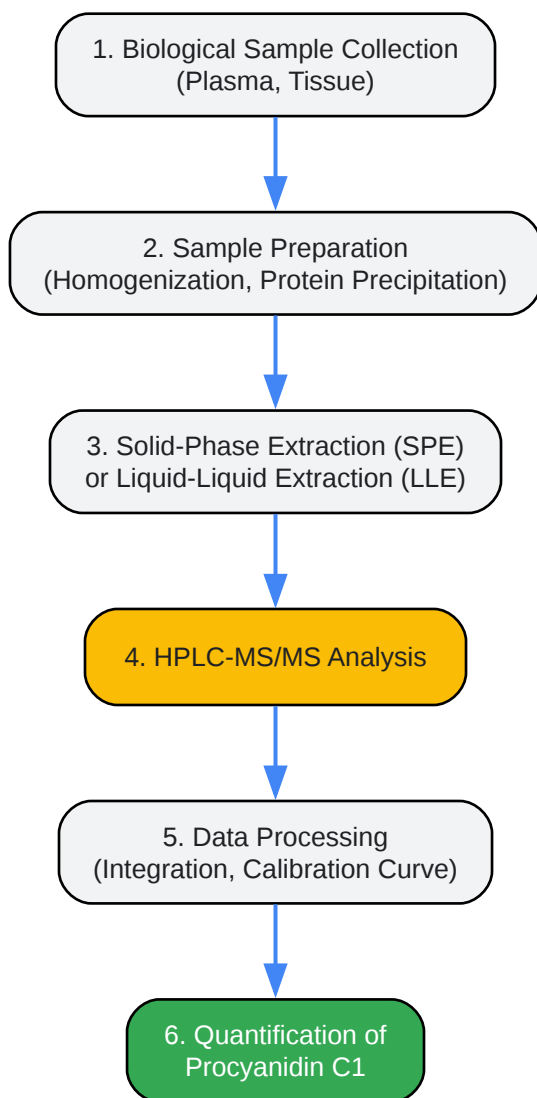 1. Biological Sample Collection
(Plasma, Tissue)
2. Sample Preparation
(Homogenization, Protein Precipitation)
3. Solid-Phase Extraction (SPE)
or Liquid-Liquid Extraction (LLE)
4. HPLC-MS/MS Analysis
5. Data Processing
(Integration, Calibration Curve)
6. Quantification of
Procyanidin C1